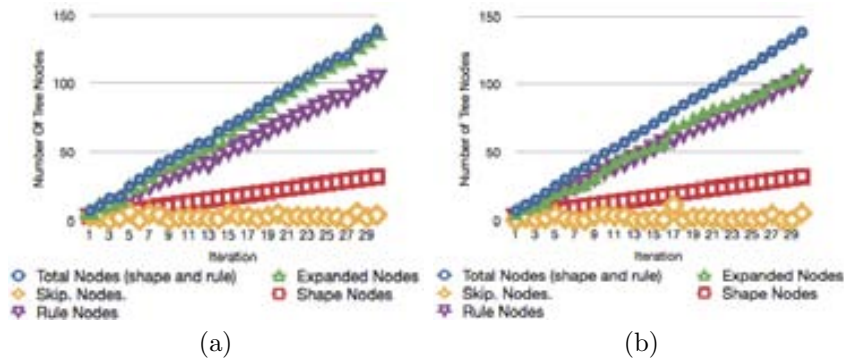 150
100
50
0
Number Of Tree Nodes
1 3 5 7 9 11 13 15 17 19 21 23 25 27 29
Iteration
Total Nodes (shape and rule)
Expanded Nodes
Skip. Nodes.
Shape Nodes
Rule Nodes
(a)
150
100
50
0
Number of Tree Nodes
1 3 5 7 9 11 13 15 17 19 21 23 25 27 29
Iteration
Total Nodes (shape and rule)
Expanded Nodes
Skip. Nodes.
Shape Nodes
Rule Nodes
(b)